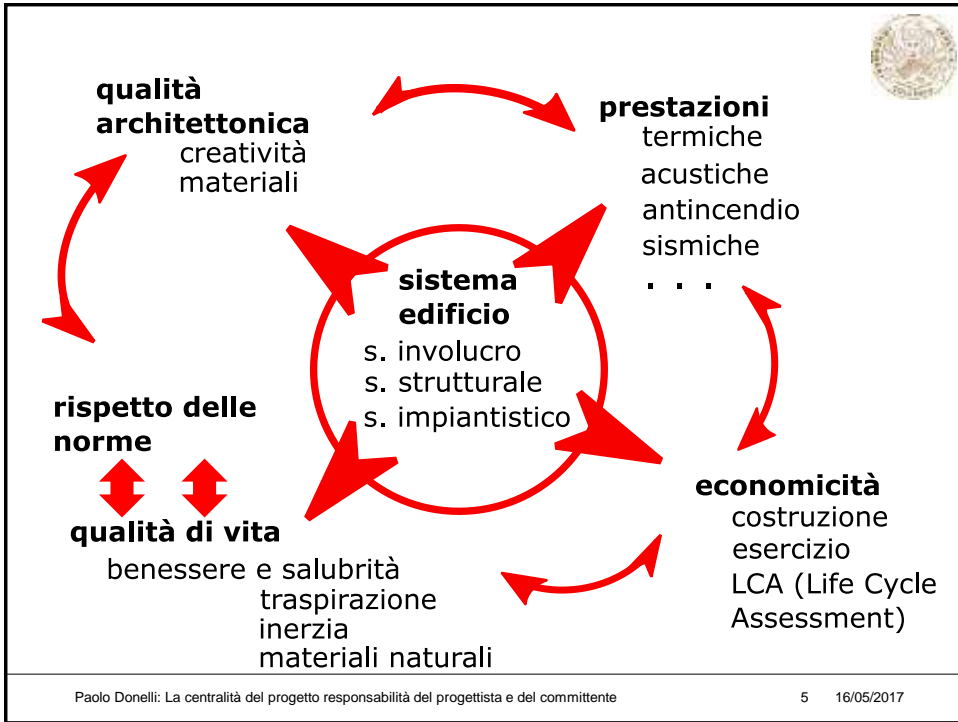 qualità
architettonica
creatività
materiali
prestazioni
termiche
acustiche
antincendio
sismiche
. . .
sistema
edificio
s. involucro
s. strutturale
s. impiantistico
rispetto delle
norme
qualità di vita
benessere e salubrità
traspirazione
inerzia
materiali naturali
economicità
costruzione
esercizio
LCA (Life Cycle
Assessment)
Paolo Donelli: La centralità del progetto responsabilità del progettista e del committente 5 16/05/2017